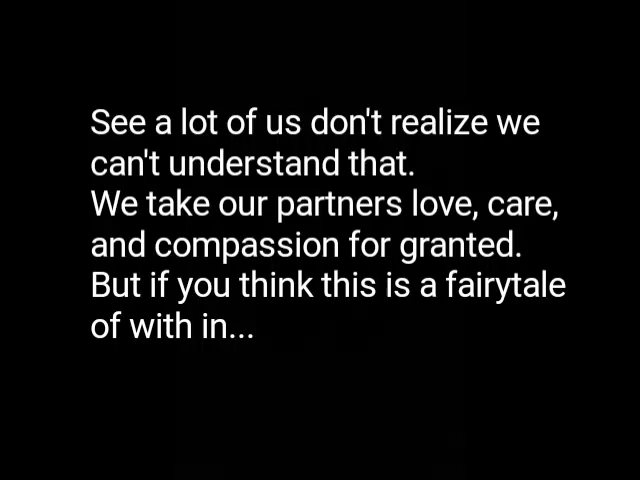 See a lot of us don't realize we
can't understand that.
We take our partners love, care,
and compassion for granted.
But if you think this is a fairytale
of with in...